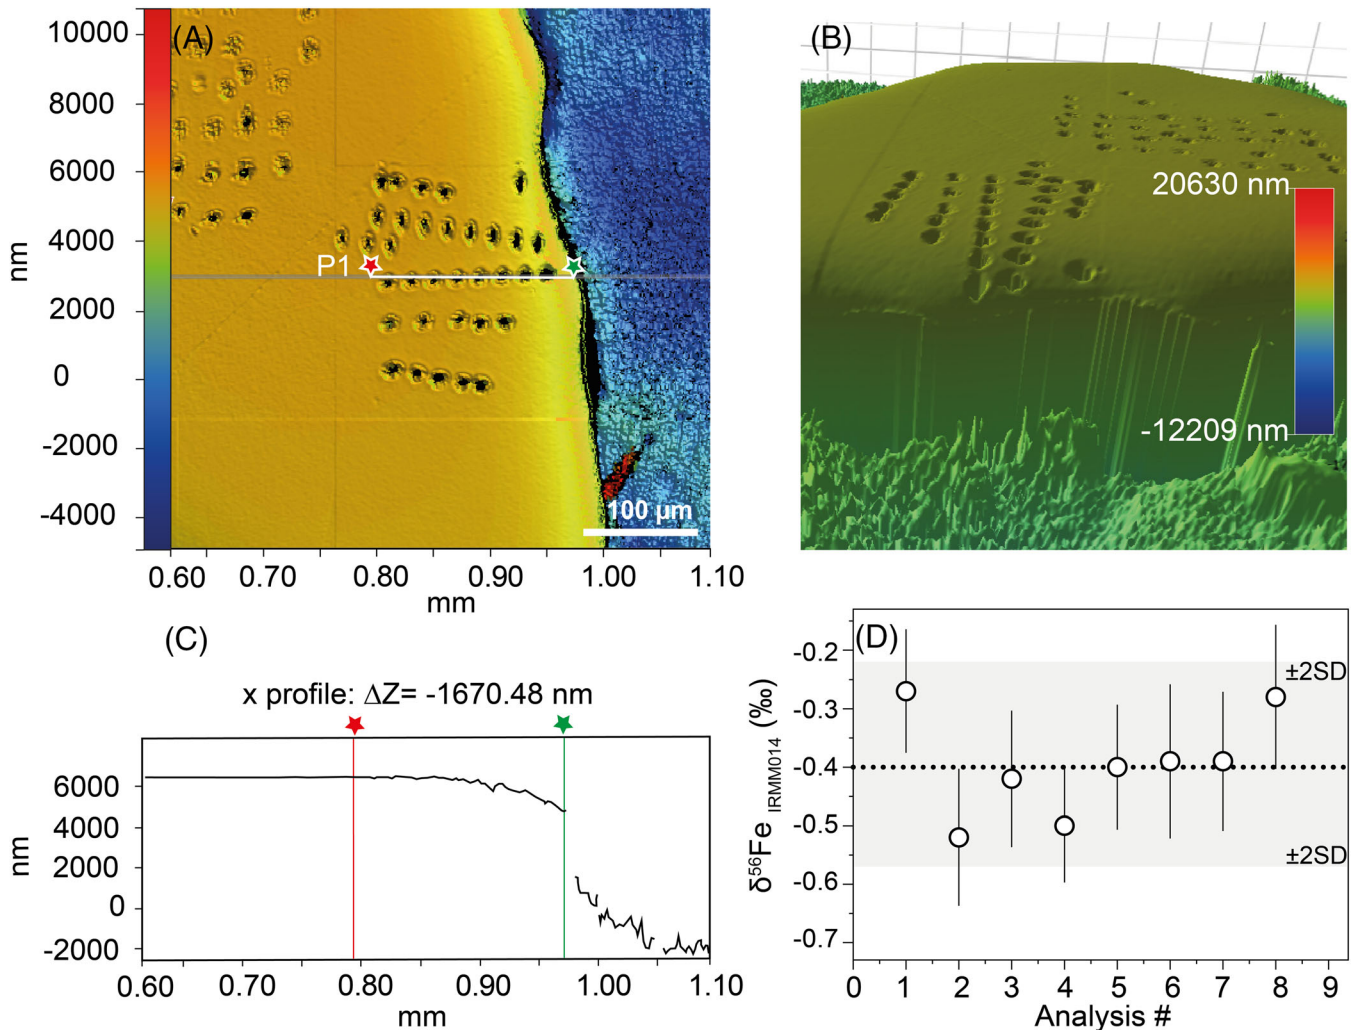 (A)
10000
8000
6000
4000
2000
0
-2000
-4000
nm
P1
100 µm
0.60 0.70 0.80 0.90 1.00 1.10
mm
(B)
20630 nm
-12209 nm
(C)
x profile: ΔZ= -1670.48 nm
6000
4000
2000
0
-2000
nm
0.60 0.70 0.80 0.90 1.00 1.10
mm
(D)
-0.2
-0.3
-0.4
-0.5
-0.6
-0.7
δ⁵⁶Fe IRMM014 (‰)
±2SD
±2SD
0 1 2 3 4 5 6 7 8 9
Analysis #